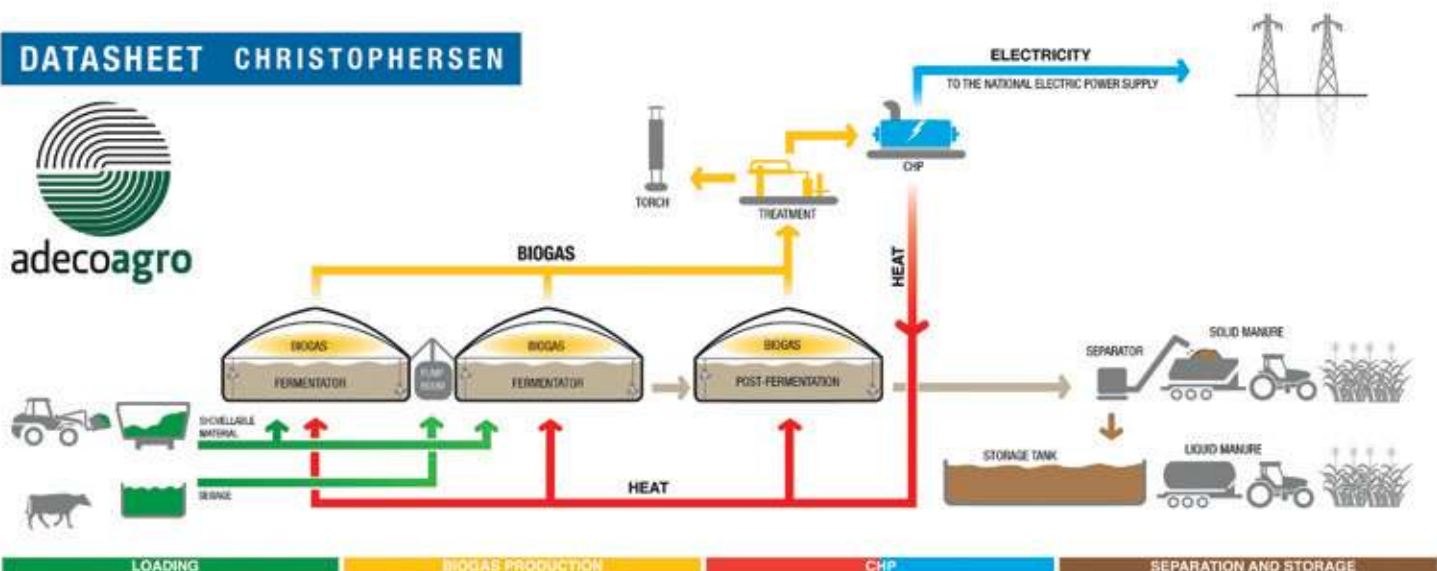 DATASHEET CHRISTOPHERSEN
adecoagro
ELECTRICITY
TO THE NATIONAL ELECTRIC POWER SUPPLY
CHP
TORCH
TREATMENT
BIOGAS
HEAT
BIOGAS
FERMENTATOR
PUMP
ROOM
BIOGAS
FERMENTATOR
BIOGAS
POST-FERMENTATION
SEPARATOR
SOLID MANURE
SHOVELLABLE
MATERIAL
SEWAGE
HEAT
STORAGE TANK
LIQUID MANURE
LOADING
BIOGAS PRODUCTION
CHP
SEPARATION AND STORAGE